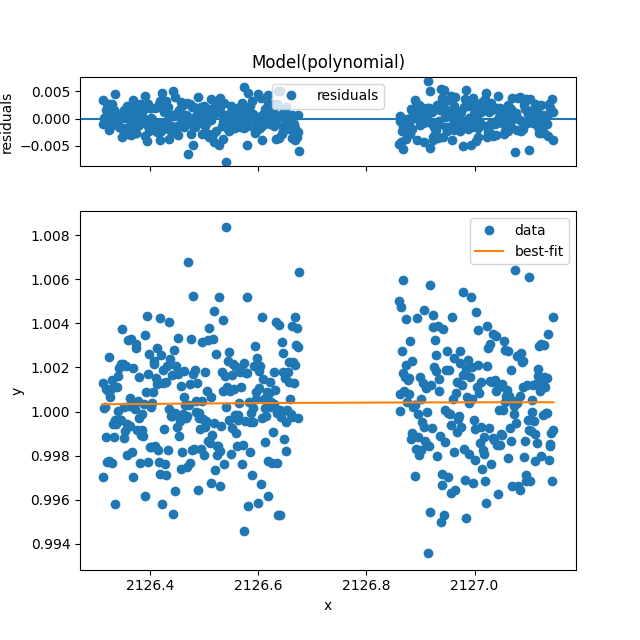 Model(polynomial)
residuals
0.005
0.000
−0.005
residuals
1.008
1.006
1.004
1.002
1.000
0.998
0.996
0.994
y
data
best-fit
2126.4 2126.6 2126.8 2127.0
x